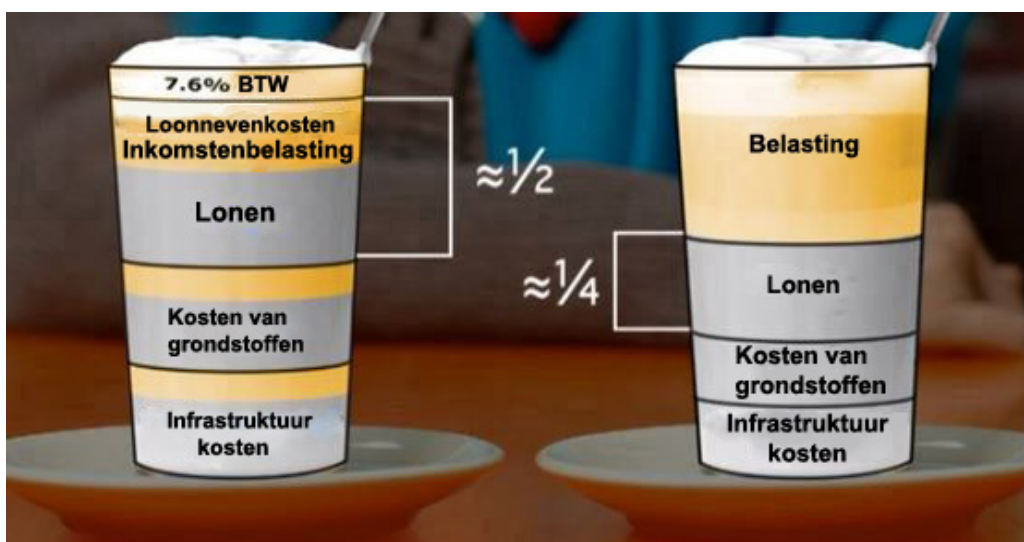 7.6% BTW
Loonnevenkosten
Inkomstenbelasting
Lonen
≈1/2
Kosten van
grondstoffen
Infrastruktuur
kosten
Belasting
≈1/4
Lonen
Kosten van
grondstoffen
Infrastruktuur
kosten